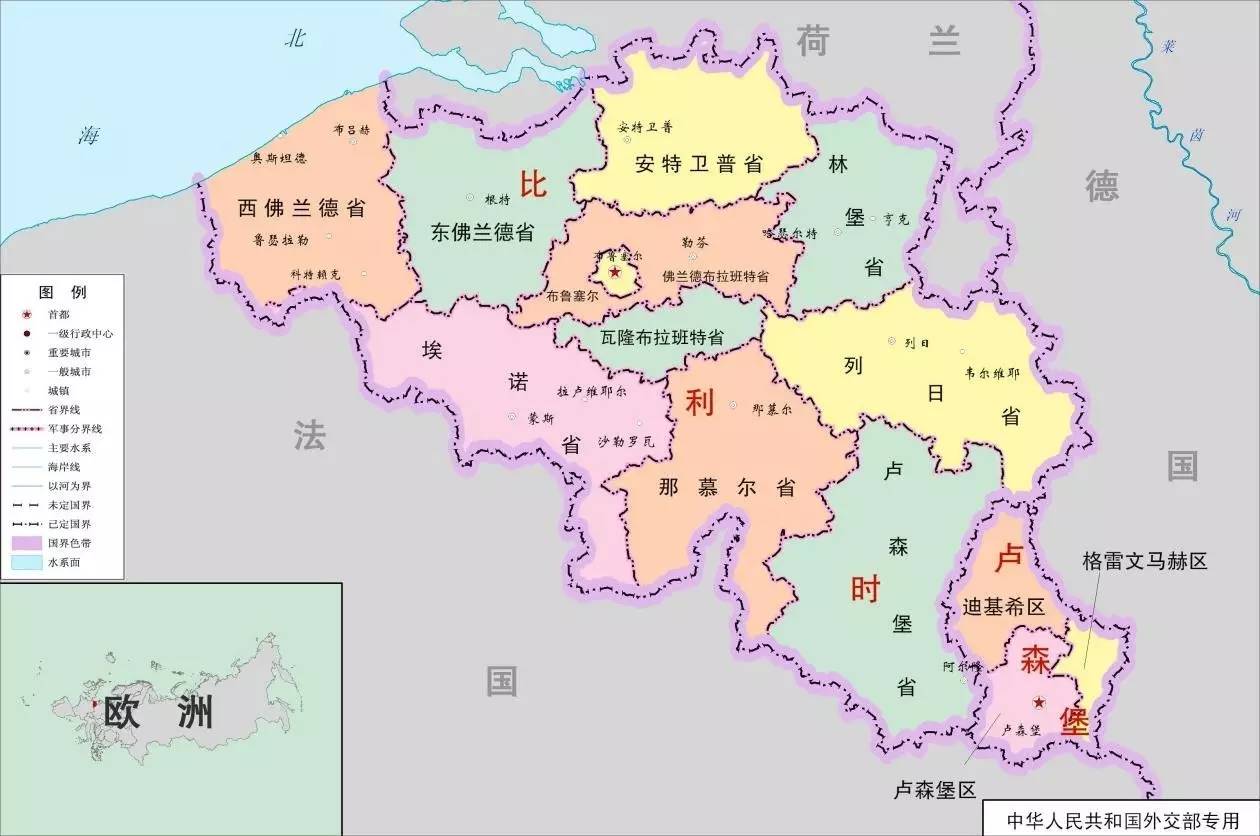 北
海
荷 兰
德
国
法
国
莱
茵
河
比
利
时
卢
森
堡
布吕赫
奥斯坦德
西佛兰德省
鲁瑟拉勒
科特赖克
根特
东佛兰德省
安特卫普
安特卫普省
林
堡
省
亨克
哈瑟尔特
勒芬
布鲁塞尔
佛兰德布拉班特省
布鲁塞尔
瓦隆布拉班特省
埃
诺
省
拉卢维耶尔
蒙斯
沙勒罗瓦
列日
韦尔维耶
列
日
省
那慕尔
那慕尔省
卢
森
堡
省
阿尔隆
迪基希区
格雷文马赫区
卢森堡
卢森堡区
图 例
首都
一级行政中心
重要城市
一般城市
城镇
省界线
军事分界线
主要水系
海岸线
以河为界
未定国界
已定国界
国界色带
水系面
欧 洲
中华人民共和国外交部专用